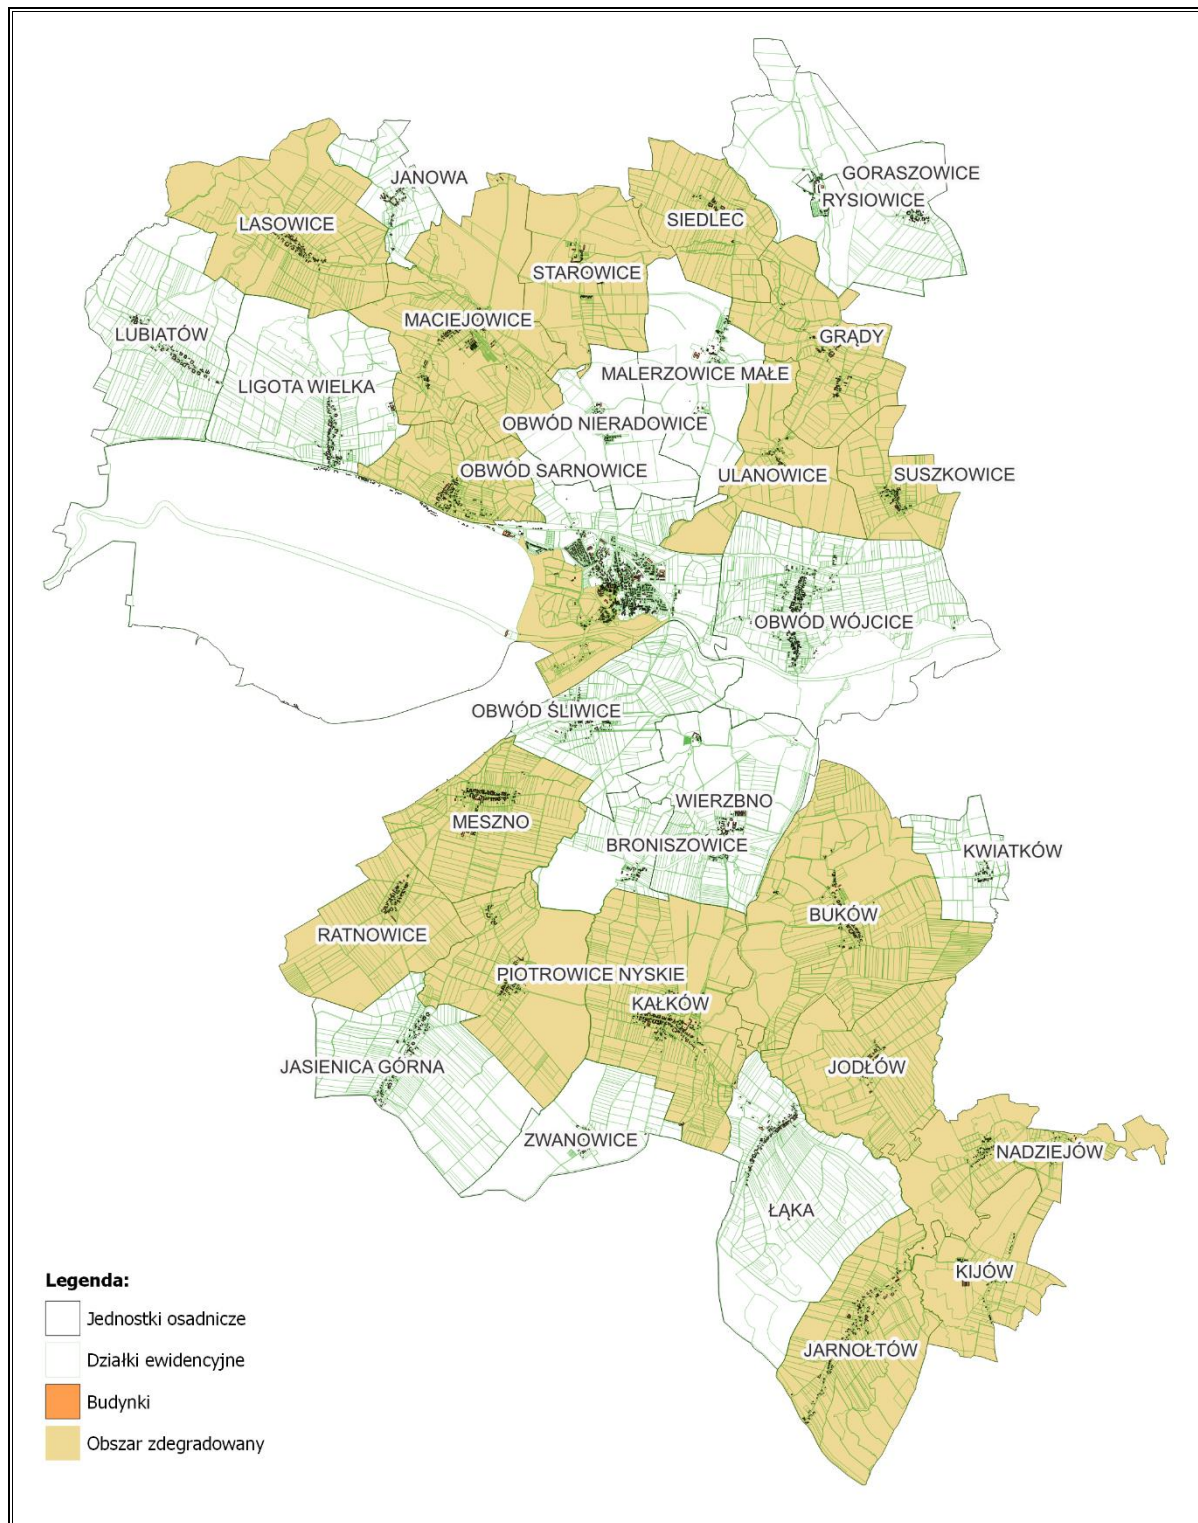 GORASZOWICE
JANOWA
RYSIOWICE
SIEDLEC
LASOWICE
STAROWICE
MACIEJOWICE
LUBIATÓW
GRĄDY
MALERZOWICE MAŁE
LIGOTA WIELKA
OBWÓD NIERADOWICE
OBWÓD SARNOWICE
ULANOWICE
SUSZKOWICE
OBWÓD WÓJCICE
OBWÓD ŚLIWICE
WIERZBNO
MESZNO
BRONISZOWICE
KWIATKÓW
BUKÓW
RATNOWICE
PIOTROWICE NYSKIE
KAŁKÓW
JASIENICA GÓRNA
JODŁÓW
ZWANOWICE
NADZIEJÓW
ŁĄKA
KIJÓW
JARNOŁTÓW
Legenda:
Jednostki osadnicze
Działki ewidencyjne
Budynki
Obszar zdegradowany